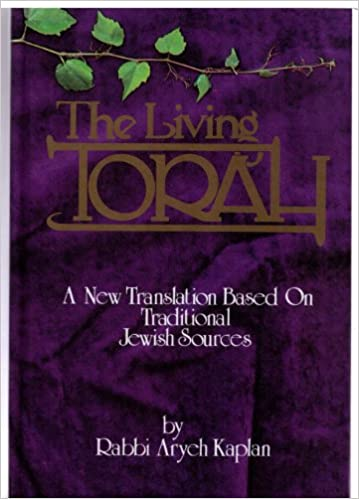 The Living
TORAH
A New Translation Based On
Traditional
Jewish Sources
by
Rabbi Aryeh Kaplan